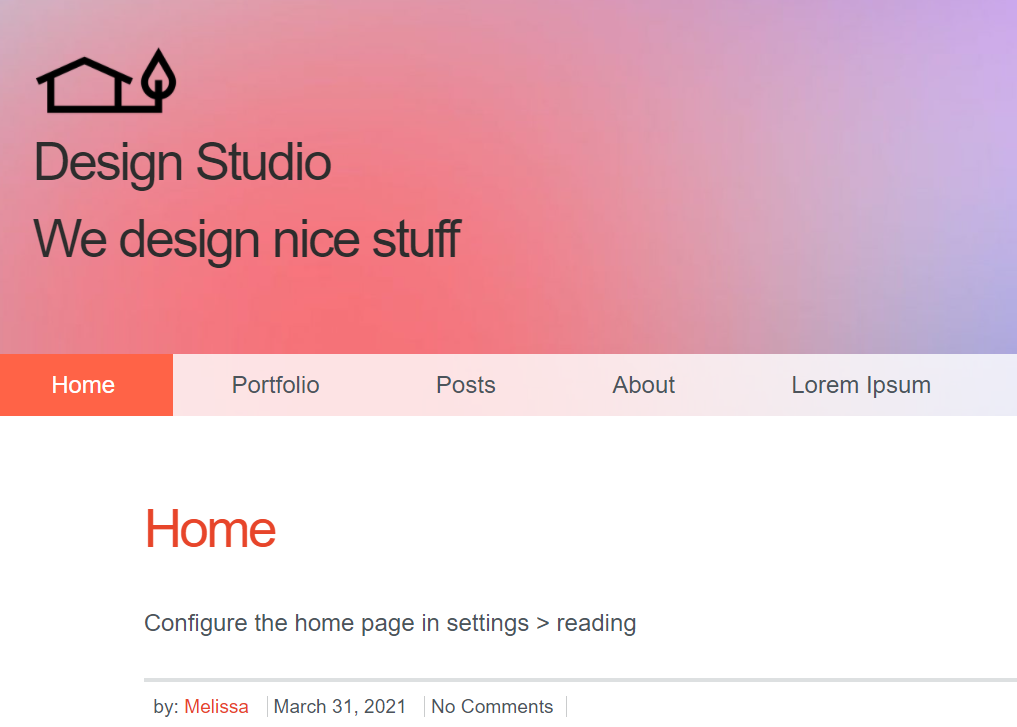 Design Studio
We design nice stuff
Home Portfolio Posts About Lorem Ipsum
Home
Configure the home page in settings > reading
by: Melissa March 31, 2021 No Comments